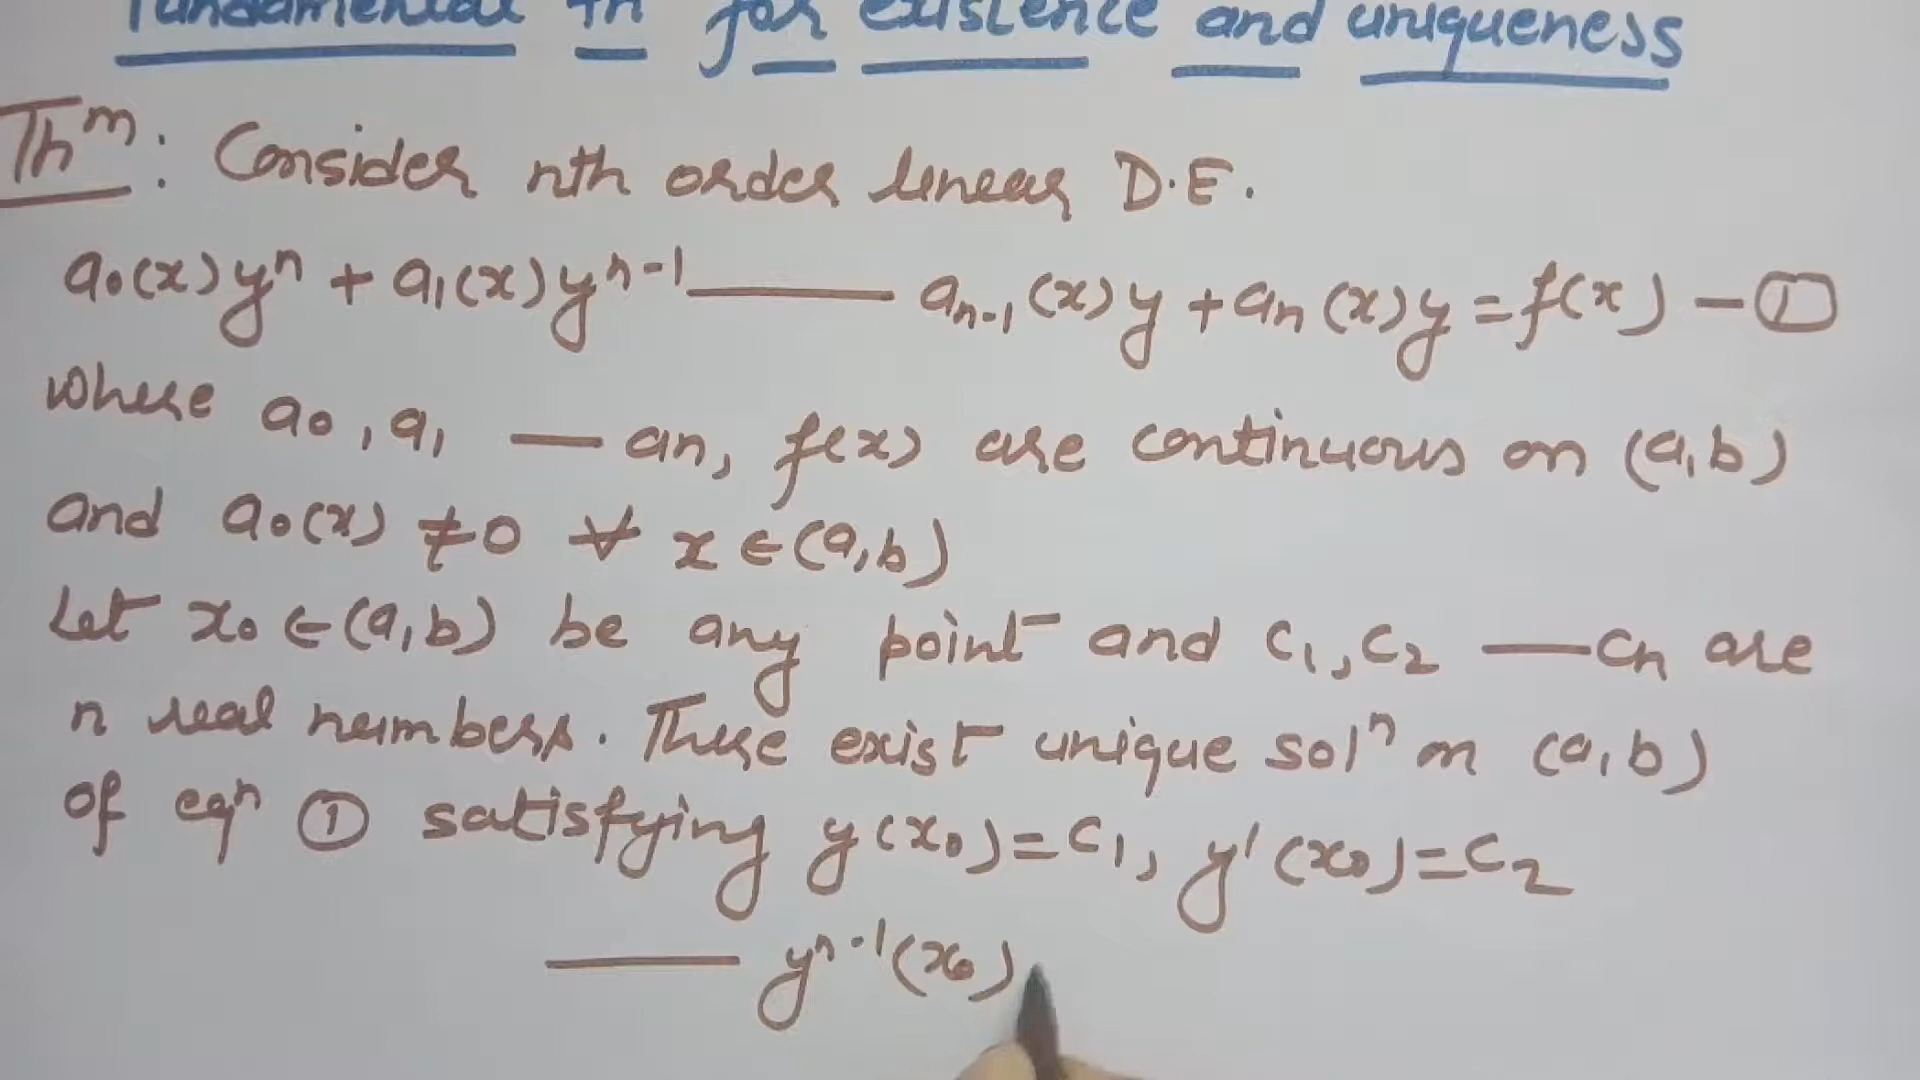 fundamental th for existence and uniqueness
Thᵐ: Consider nth order linear D.E.
a₀(x)yⁿ + a₁(x)yⁿ⁻¹ —— aₙ₋₁(x)y + aₙ(x)y = f(x) — ①
where a₀, a₁ — aₙ, f(x) are continuous on (a,b)
and a₀(x) ≠ 0 ∀ x ∈ (a,b)
Let x₀ ∈ (a,b) be any point and c₁, c₂ — cₙ are
n real numbers. There exist unique solⁿ on (a,b)
of eqⁿ ① satisfying y(x₀)=c₁, y'(x₀)=c₂
—— yⁿ⁻¹(x₀)